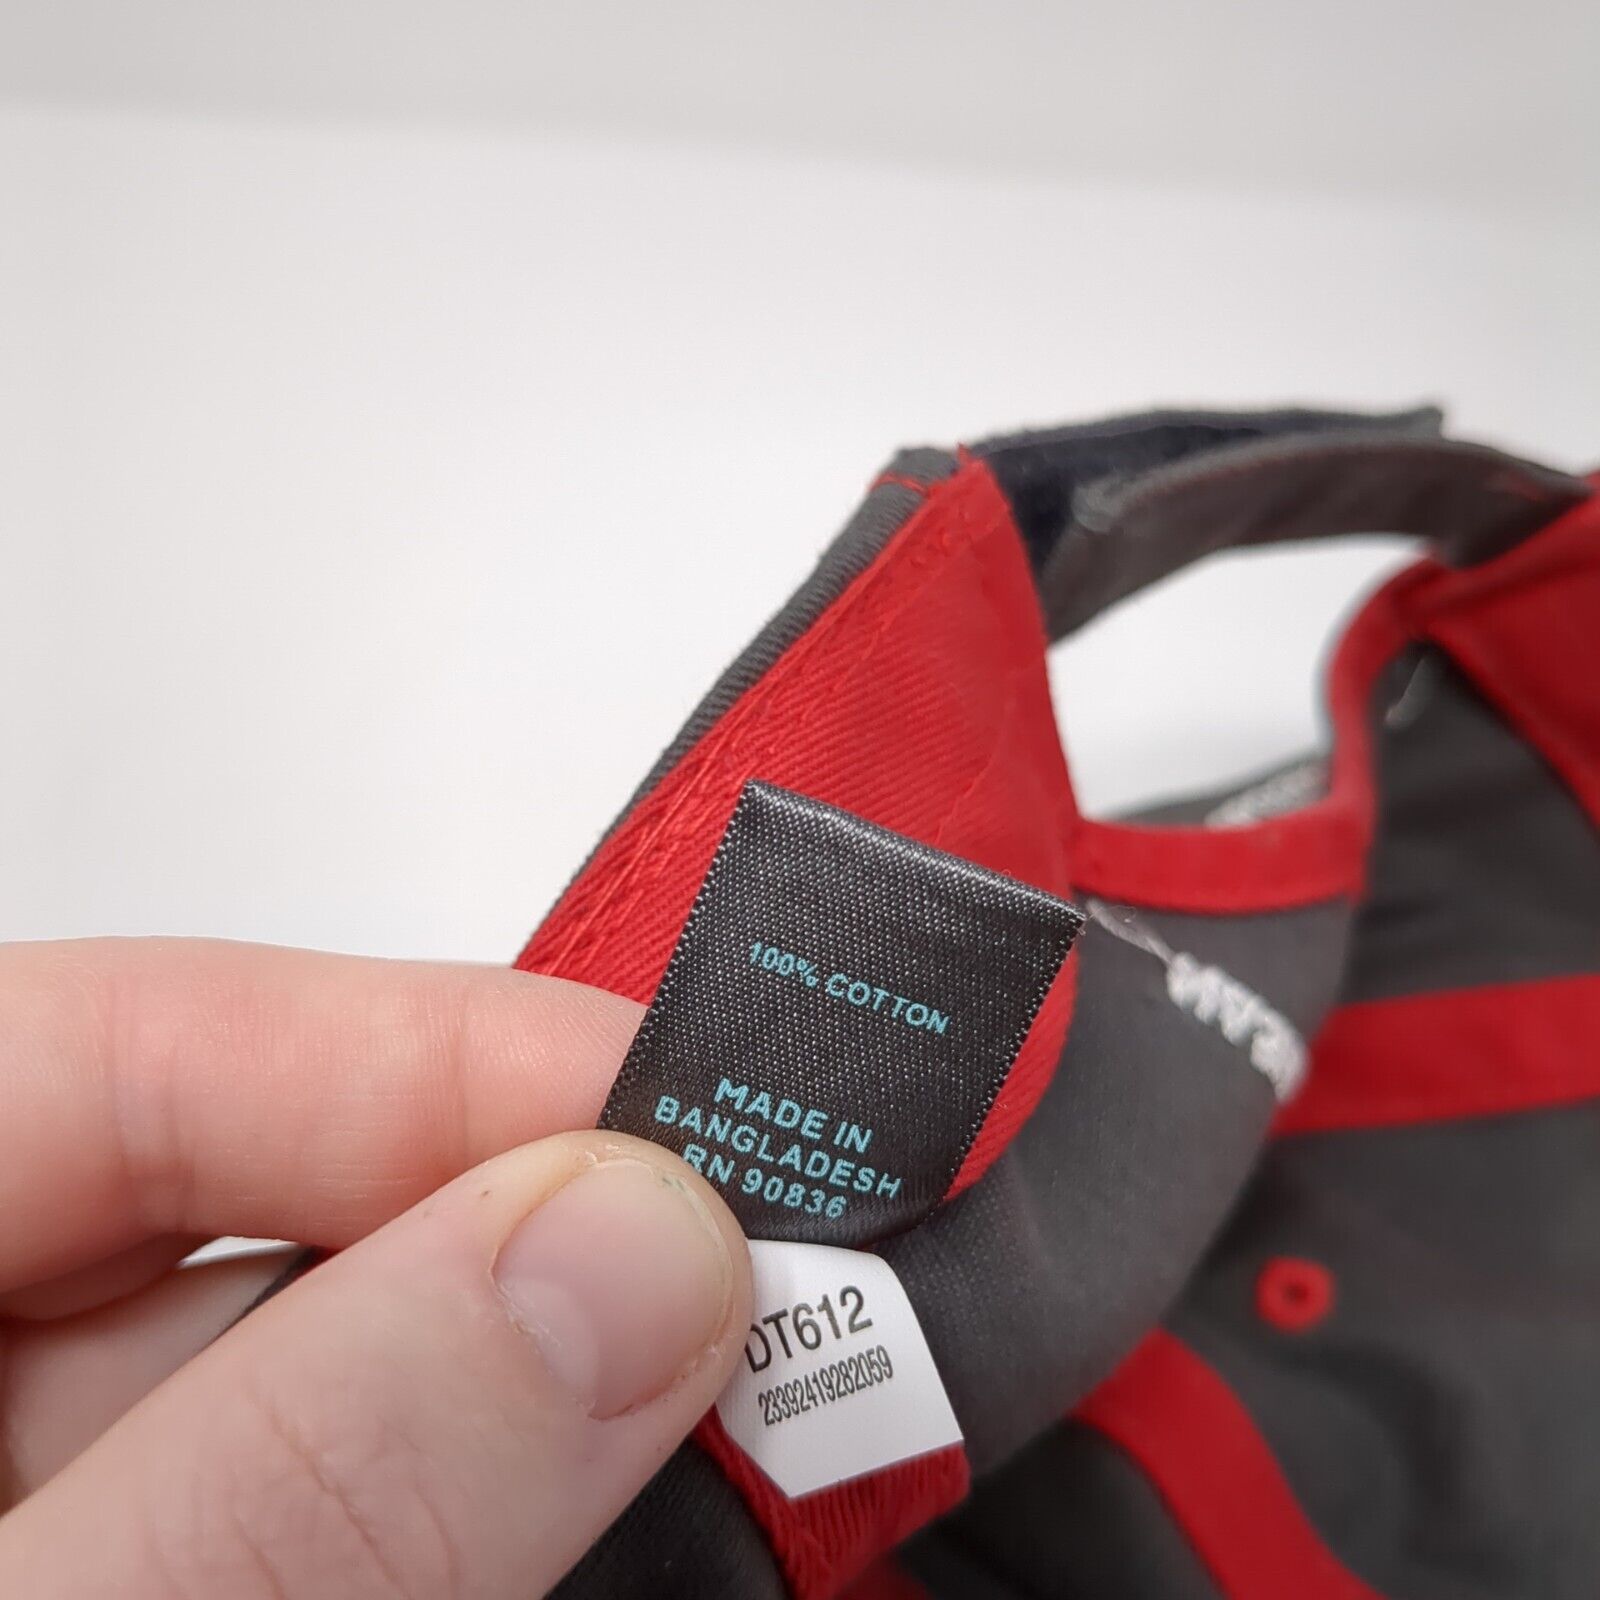 100% COTTON
MADE IN
BANGLADESH
RN 90836
DT612
23392419282059